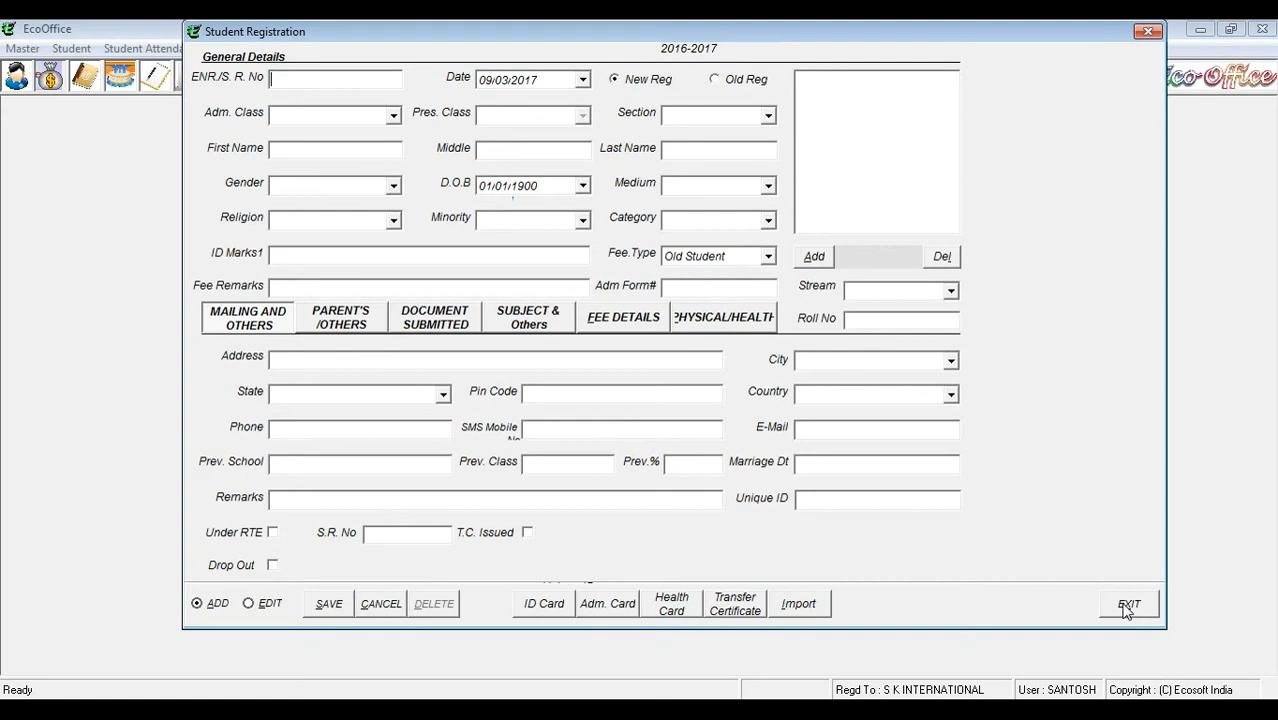 EcoOffice
Student Registration
Master Student Student Attenda
2016-2017
General Details
ENR./S. R. No Date 09/03/2017 New Reg Old Reg
Eco-Office
Adm. Class Pres. Class Section
First Name Middle Last Name
Gender D.O.B 01/01/1900 Medium
Religion Minority Category
ID Marks1 Fee.Type Old Student Add Del
Fee Remarks Adm Form# Stream
MAILING AND OTHERS PARENT'S /OTHERS DOCUMENT SUBMITTED SUBJECT & Others FEE DETAILS PHYSICAL/HEALTH
Roll No
Address City
State Pin Code Country
Phone SMS Mobile No E-Mail
Prev. School Prev. Class Prev.% Marriage Dt
Remarks Unique ID
Under RTE S.R. No T.C. Issued
Drop Out
ADD EDIT SAVE CANCEL DELETE ID Card Adm. Card Health Card Transfer Certificate Import EXIT
Ready Regd To : S K INTERNATIONAL User : SANTOSH Copyright : (C) Ecosoft India